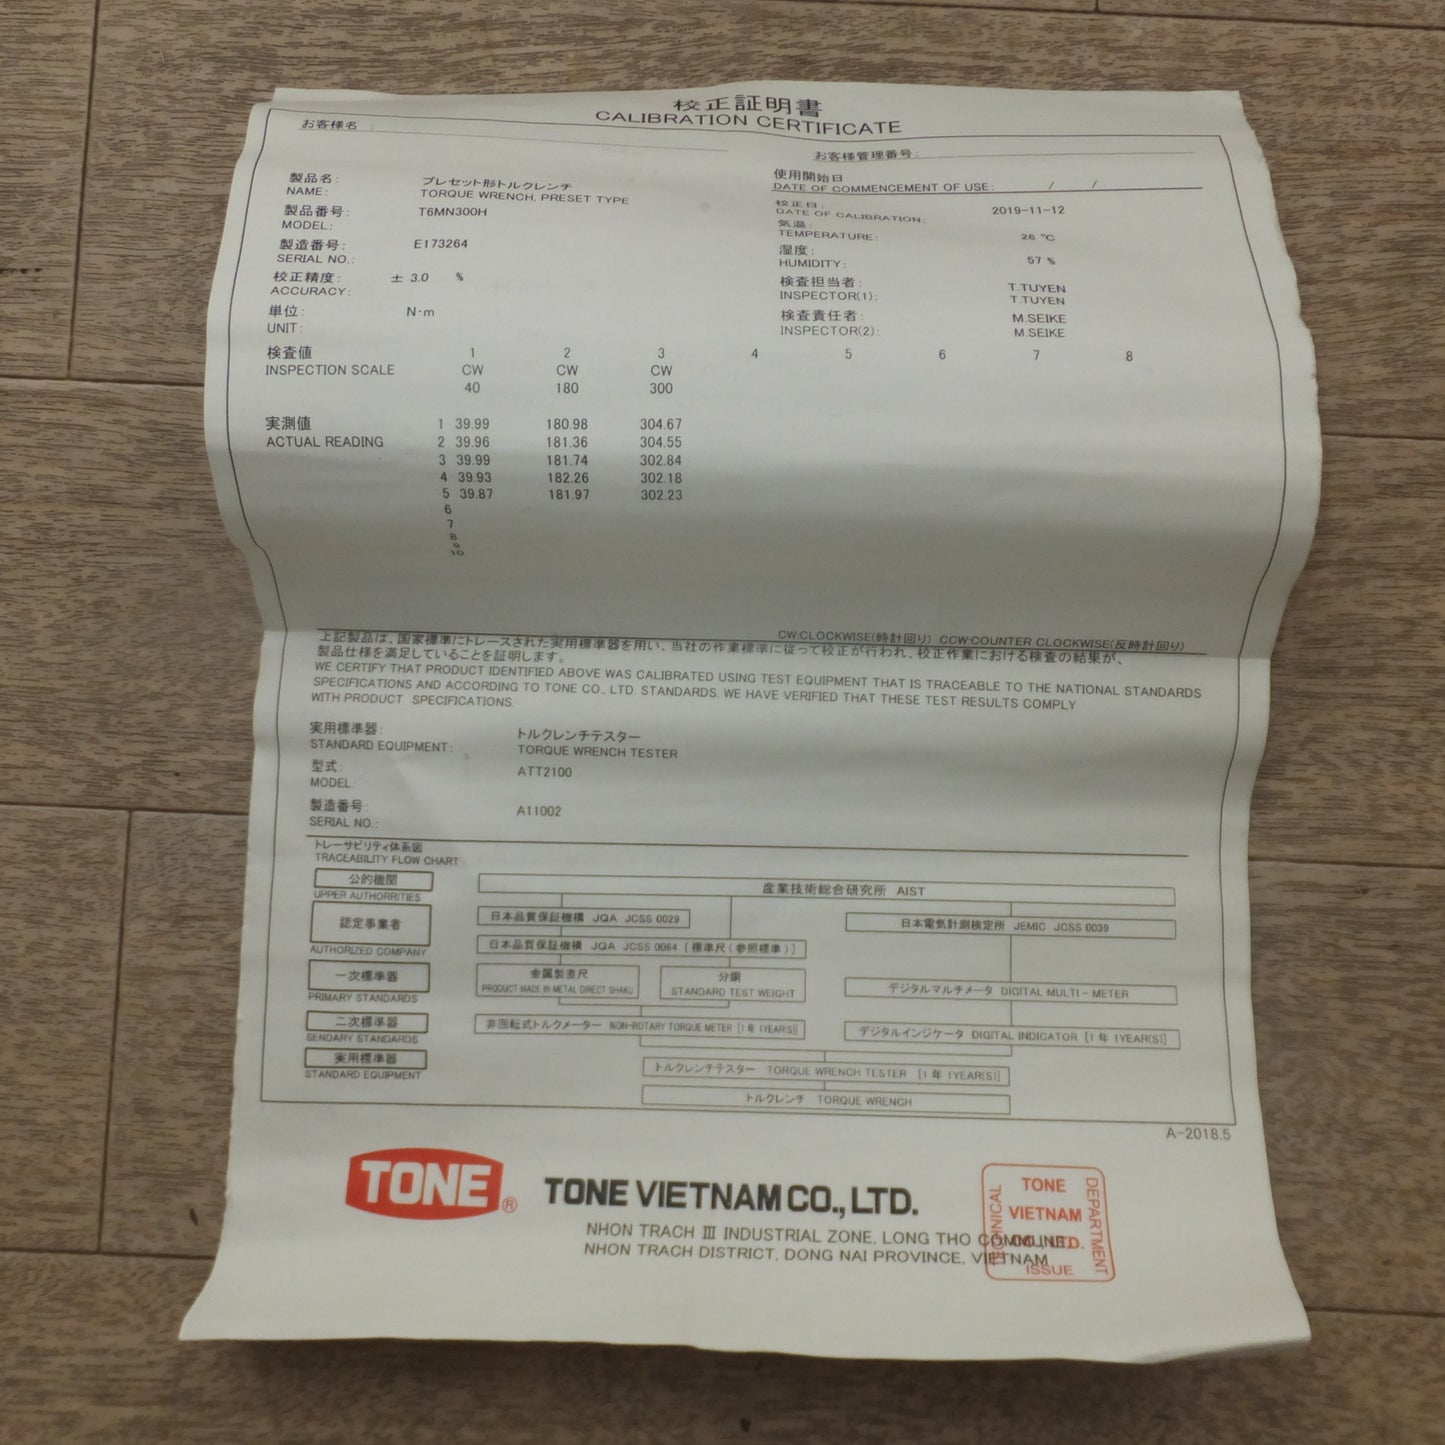 校正証明書
CALIBRATION CERTIFICATE
お客様名 :
お客様管理番号:
製品名: プレセット形トルクレンチ
NAME: TORQUE WRENCH, PRESET TYPE
使用開始日
DATE OF COMMENCEMENT OF USE: / /
製品番号: T6MN300H
MODEL:
校正日: 2019-11-12
DATE OF CALIBRATION:
製造番号: E173264
SERIAL NO.:
気温: 26 ℃
TEMPERATURE:
湿度: 57 %
HUMIDITY:
校正精度: ± 3.0 %
ACCURACY:
検査担当者: T.TUYEN
INSPECTOR(1): T.TUYEN
単位: N·m
UNIT:
検査責任者: M.SEIKE
INSPECTOR(2): M.SEIKE
検査値 1 2 3 4 5 6 7 8
INSPECTION SCALE CW CW CW
40 180 300
実測値 1 39.99 180.98 304.67
ACTUAL READING 2 39.96 181.36 304.55
3 39.99 181.74 302.84
4 39.93 182.26 302.18
5 39.87 181.97 302.23
6
7
8
9
10
CW:CLOCKWISE(時計回り) CCW:COUNTER CLOCKWISE(反時計回り)
上記製品は、国家標準にトレースされた実用標準器を用い、当社の作業標準に従って校正が行われ、校正作業における検査の結果が、
製品仕様を満足していることを証明します。
WE CERTIFY THAT PRODUCT IDENTIFIED ABOVE WAS CALIBRATED USING TEST EQUIPMENT THAT IS TRACEABLE TO THE NATIONAL STANDARDS
SPECIFICATIONS AND ACCORDING TO TONE CO., LTD. STANDARDS. WE HAVE VERIFIED THAT THESE TEST RESULTS COMPLY
WITH PRODUCT SPECIFICATIONS.
実用標準器: トルクレンチテスター
STANDARD EQUIPMENT: TORQUE WRENCH TESTER
型式: ATT2100
MODEL:
製造番号: A11002
SERIAL NO.:
トレーサビリティ体系図
TRACEABILITY FLOW CHART
公的機関
UPPER AUTHORRITIES
産業技術総合研究所 AIST
認定事業者
AUTHORIZED COMPANY
日本品質保証機構 JQA JCSS 0029
日本電気計測検定所 JEMIC JCSS 0039
日本品質保証機構 JQA JCSS 0064 [標準尺(参照標準)]
一次標準器
PRIMARY STANDARDS
金属製直尺
PRODUCT MADE IN METAL DIRECT SHAKU
分銅
STANDARD TEST WEIGHT
デジタルマルチメータ DIGITAL MULTI-METER
二次標準器
SENDARY STANDARDS
非回転式トルクメーター NON-ROTARY TORQUE METER [1年 1YEAR(S)]
デジタルインジケータ DIGITAL INDICATOR [1年 1YEAR(S)]
実用標準器
STANDARD EQUIPMENT
トルクレンチテスター TORQUE WRENCH TESTER [1年 1YEAR(S)]
トルクレンチ TORQUE WRENCH
A-2018.5
TONE ®
TONE VIETNAM CO., LTD.
NHON TRACH Ⅲ INDUSTRIAL ZONE, LONG THO COMMUNE,
NHON TRACH DISTRICT, DONG NAI PROVINCE, VIETNAM
TECHNICAL
TONE
VIETNAM
CO., LTD.
ISSUE
DEPARTMENT